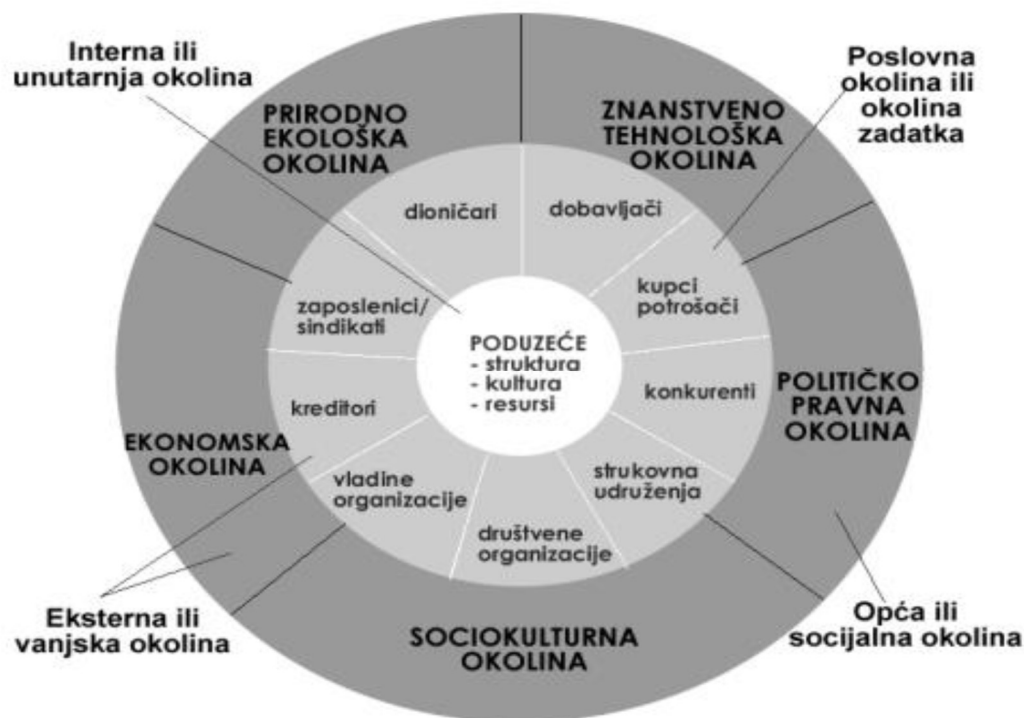 Interna ili
unutarnja okolina
Poslovna
okolina ili
okolina
zadatka
PRIRODNO
EKOLOŠKA
OKOLINA
ZNANSTVENO
TEHNOLOŠKA
OKOLINA
dioničari
dobavljači
zaposlenici/
sindikati
kupci
potrošači
PODUZEĆE
- struktura
- kultura
- resursi
kreditori
konkurenti
EKONOMSKA
OKOLINA
POLITIČKO
PRAVNA
OKOLINA
vladine
organizacije
strukovna
udruženja
društvene
organizacije
Eksterna ili
vanjska okolina
SOCIOKULTURNA
OKOLINA
Opća ili
socijalna okolina